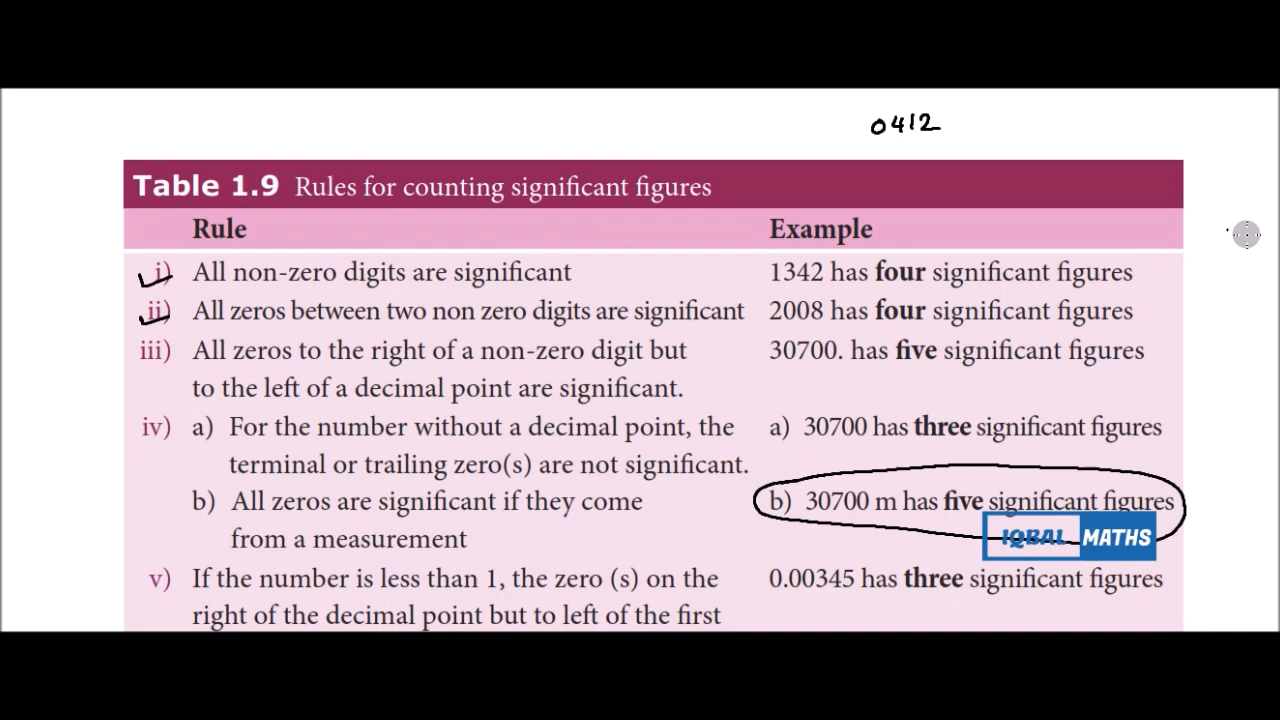 0412
Table 1.9 Rules for counting significant figures
Rule Example
i) All non-zero digits are significant 1342 has four significant figures
ii) All zeros between two non zero digits are significant 2008 has four significant figures
iii) All zeros to the right of a non-zero digit but 30700. has five significant figures
to the left of a decimal point are significant.
iv) a) For the number without a decimal point, the a) 30700 has three significant figures
terminal or trailing zero(s) are not significant.
b) All zeros are significant if they come b) 30700 m has five significant figures
from a measurement
IQBAL MATHS
v) If the number is less than 1, the zero (s) on the 0.00345 has three significant figures
right of the decimal point but to left of the first